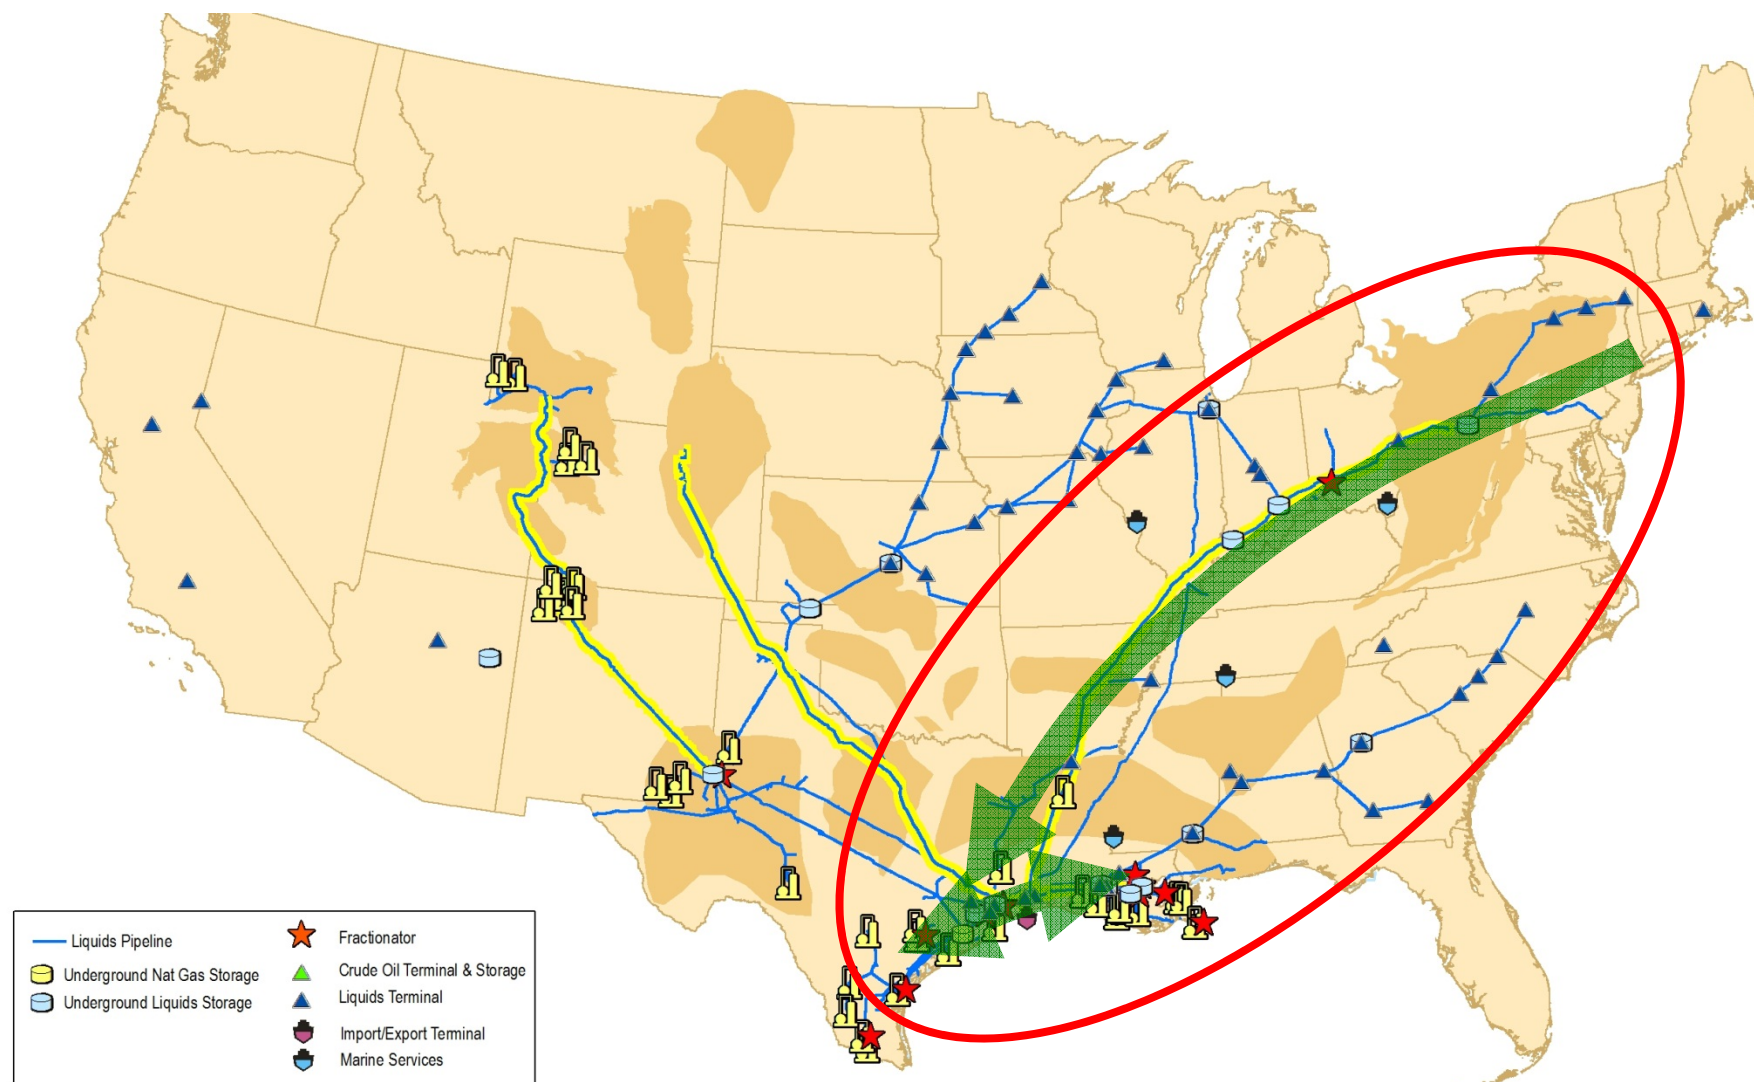 Liquids Pipeline
Underground Nat Gas Storage
Underground Liquids Storage
Fractionator
Crude Oil Terminal & Storage
Liquids Terminal
Import/Export Terminal
Marine Services